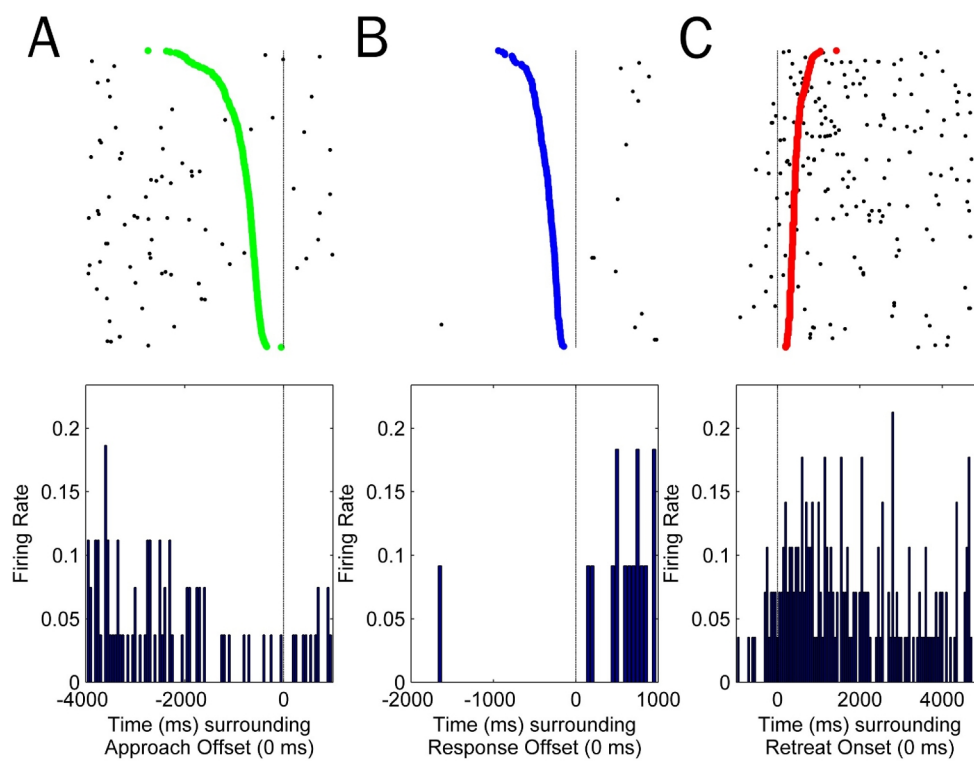 A
B
C
Firing Rate
0.2
0.15
0.1
0.05
0
-4000
-2000
0
Time (ms) surrounding
Approach Offset (0 ms)
Firing Rate
0.2
0.15
0.1
0.05
0
-2000
-1000
0
1000
Time (ms) surrounding
Response Offset (0 ms)
Firing Rate
0.2
0.15
0.1
0.05
0
0
2000
4000
Time (ms) surrounding
Retreat Onset (0 ms)